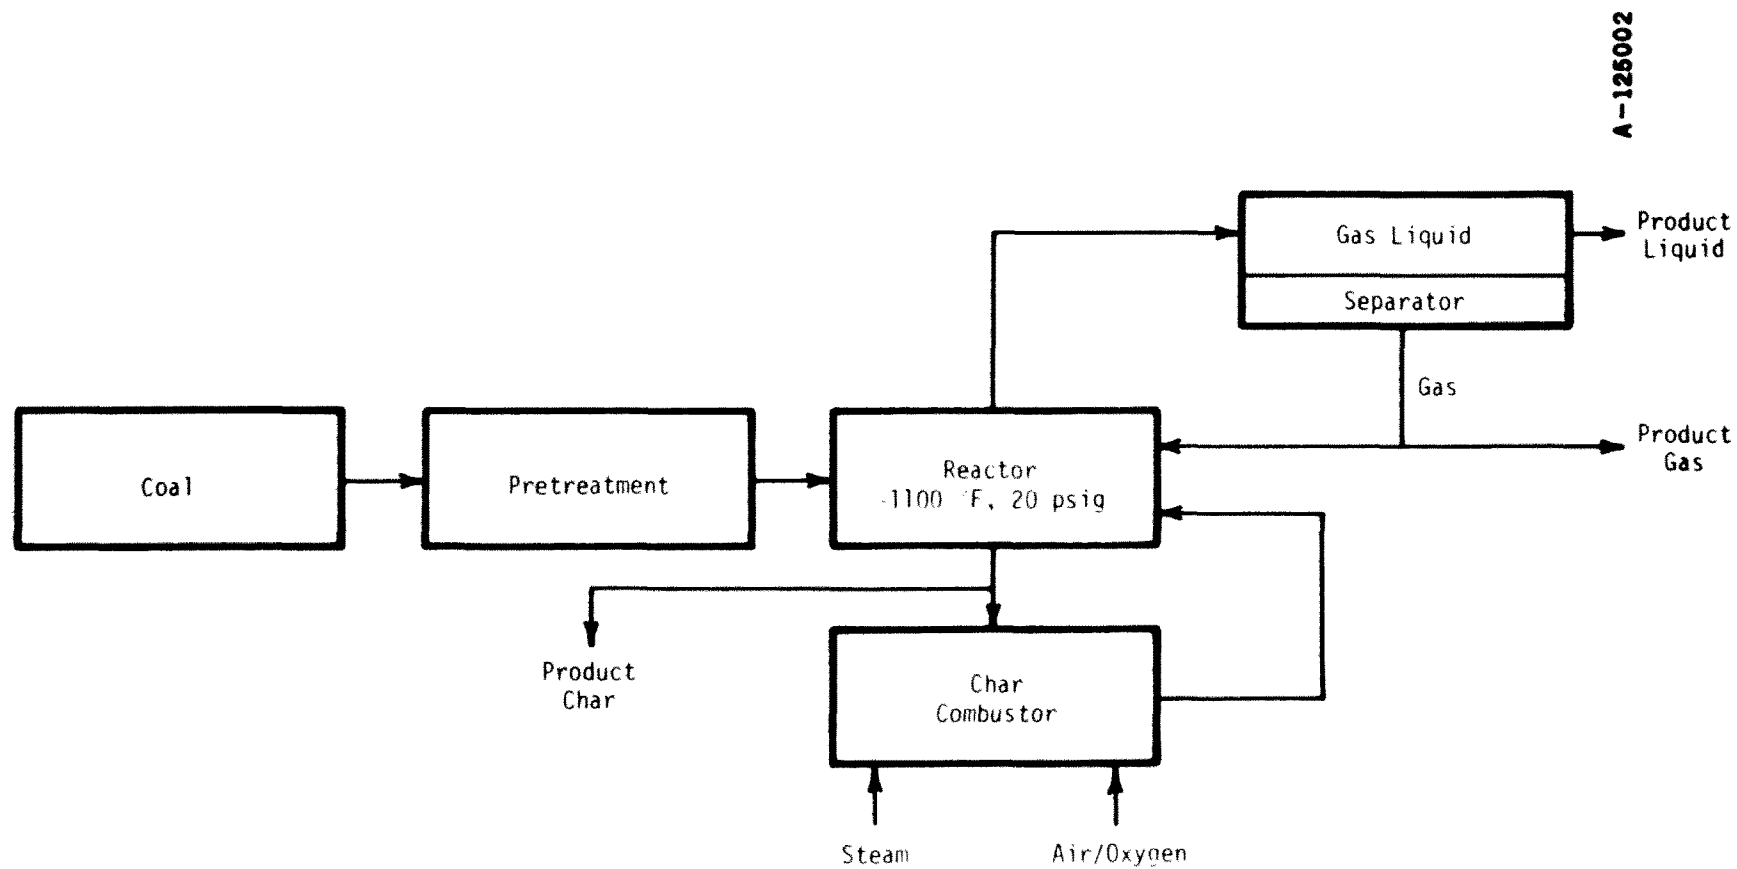 A-125002
Gas Liquid
Separator
Product
Liquid
Gas
Product
Gas
Coal
Pretreatment
Reactor
~1100 °F, 20 psig
Product
Char
Char
Combustor
Steam
Air/Oxygen